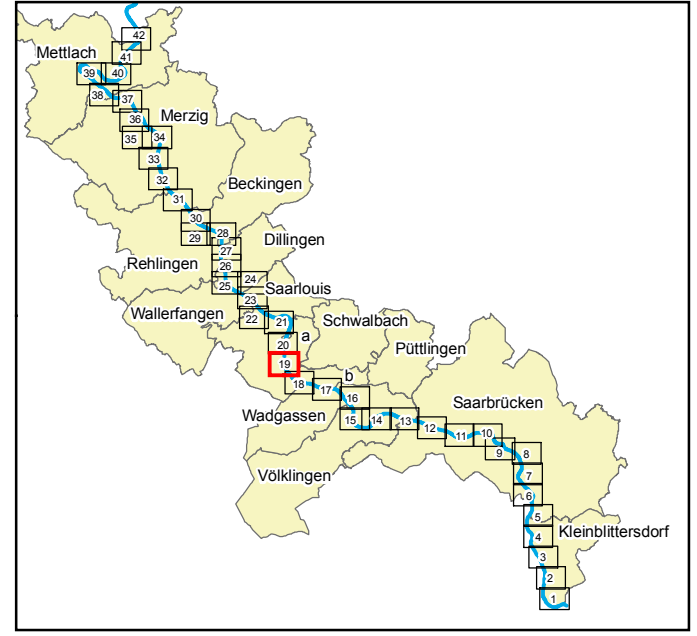 42
Mettlach
41
39
40
38
37
36
Merzig
35
34
33
32
Beckingen
31
30
28
29
Dillingen
27
Rehlingen
26
24
25
Saarlouis
23
Wallerfangen
22
21
Schwalbach
a
20
Püttlingen
19
b
18
17
16
Saarbrücken
Wadgassen
15
14
13
12
11
10
9
8
Völklingen
7
6
5
Kleinblittersdorf
4
3
2
1